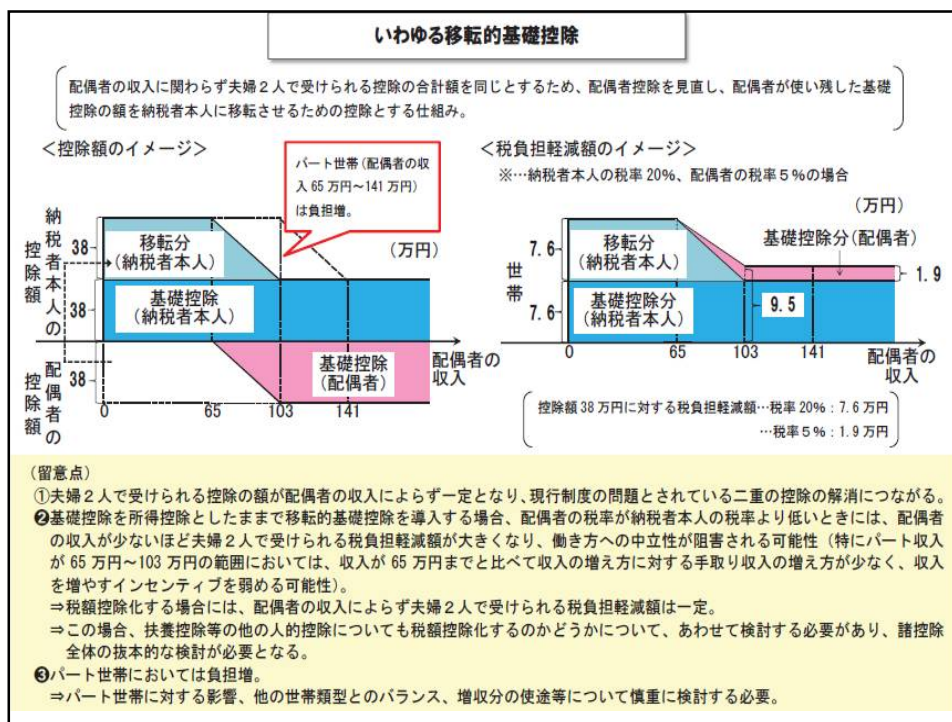 いわゆる移転的基礎控除
配偶者の収入に関わらず夫婦２人で受けられる控除の合計額を同じとするため、配偶者控除を見直し、配偶者が使い残した基礎
控除の額を納税者本人に移転させるための控除とする仕組み。
＜控除額のイメージ＞
パート世帯（配偶者の収
入 65 万円～141 万円）
は負担増。
（万円）
納税者本人の
控除額
38
移転分
（納税者本人）
38
基礎控除
（納税者本人）
配偶者の
控除額
38
基礎控除
（配偶者）
0
65
103
141
配偶者の
収入
＜税負担軽減額のイメージ＞
※…納税者本人の税率 20％、配偶者の税率５％の場合
（万円）
世帯
7.6
移転分
（納税者本人）
基礎控除分（配偶者）
1.9
7.6
基礎控除分
（納税者本人）
9.5
0
65
103
141
配偶者の
収入
控除額 38 万円に対する税負担軽減額…税率 20％：7.6 万円
…税率５％：1.9 万円
（留意点）
①夫婦２人で受けられる控除の額が配偶者の収入によらず一定となり、現行制度の問題とされている二重の控除の解消につながる。
❷基礎控除を所得控除としたままで移転的基礎控除を導入する場合、配偶者の税率が納税者本人の税率より低いときには、配偶者
の収入が少ないほど夫婦２人で受けられる税負担軽減額が大きくなり、働き方への中立性が阻害される可能性（特にパート収入
が 65 万円～103 万円の範囲においては、収入が 65 万円までと比べて収入の増え方に対する手取り収入の増え方が少なく、収入
を増やすインセンティブを弱める可能性）。
⇒税額控除化する場合には、配偶者の収入によらず夫婦２人で受けられる税負担軽減額は一定。
⇒この場合、扶養控除等の他の人的控除についても税額控除化するのかどうかについて、あわせて検討する必要があり、諸控除
全体の抜本的な検討が必要となる。
❸パート世帯においては負担増。
⇒パート世帯に対する影響、他の世帯類型とのバランス、増収分の使途等について慎重に検討する必要。